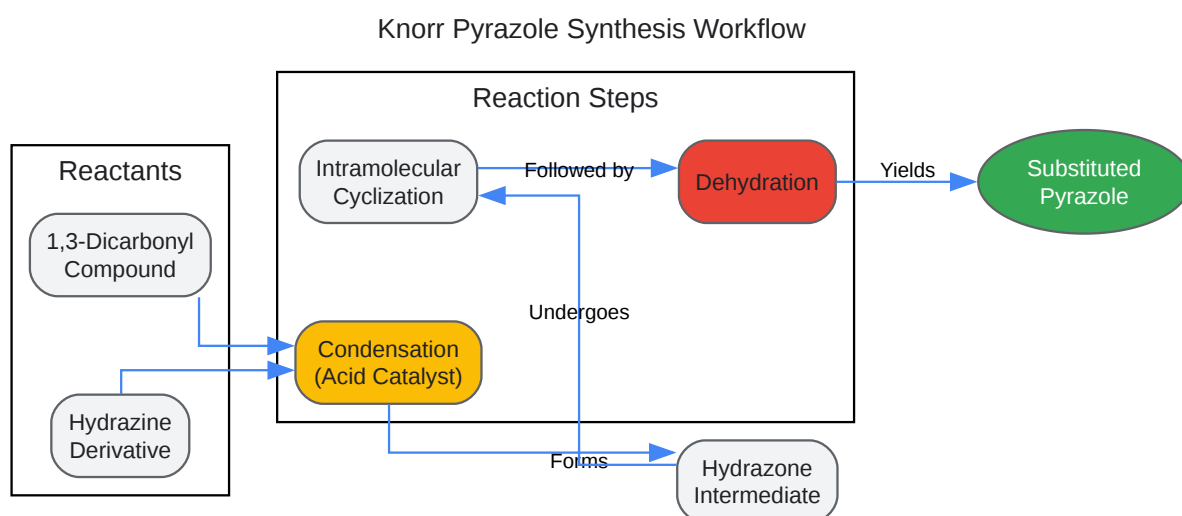 Knorr Pyrazole Synthesis Workflow
Reactants
1,3-Dicarbonyl
Compound
Hydrazine
Derivative
Reaction Steps
Intramolecular
Cyclization
Followed by
Dehydration
Yields
Substituted
Pyrazole
Undergoes
Condensation
(Acid Catalyst)
Forms
Hydrazone
Intermediate